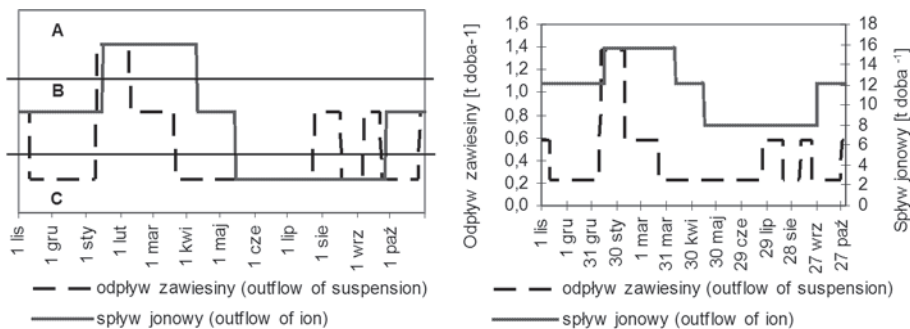 A
B
C
1 lis
1 gru
1 sty
1 lut
1 mar
1 kwi
1 maj
1 cze
1 lip
1 sie
1 wrz
1 paź
odpływ zawiesiny (outflow of suspension)
spływ jonowy (outflow of ion)
Odpływ zawiesiny [t doba-1]
1,6
1,4
1,2
1,0
0,8
0,6
0,4
0,2
0,0
18
16
14
12
10
8
6
4
2
0
Spływ jonowy [t doba -1]
1 lis
1 gru
31 gru
30 sty
1 mar
31 mar
30 kwi
30 maj
29 cze
29 lip
28 sie
27 wrz
27 paź
odpływ zawiesiny (outflow of suspension)
spływ jonowy (outflow of ion)